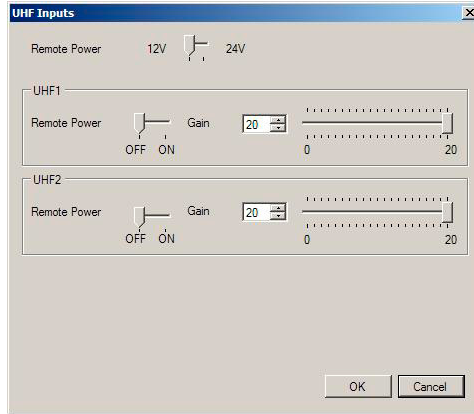 UHF Inputs
Remote Power 12V 24V
UHF1
Remote Power Gain 20
OFF ON 0 20
UHF2
Remote Power Gain 20
OFF ON 0 20
OK Cancel